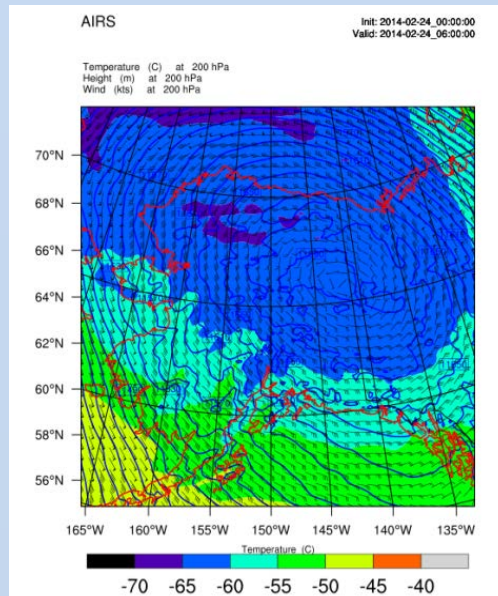 AIRS
Init: 2014-02-24_00:00:00
Valid: 2014-02-24_06:00:00
Temperature (C) at 200 hPa
Height (m) at 200 hPa
Wind (kts) at 200 hPa
70°N
68°N
66°N
64°N
62°N
60°N
58°N
56°N
165°W 160°W 155°W 150°W 145°W 140°W 135°W
Temperature (C)
-70 -65 -60 -55 -50 -45 -40